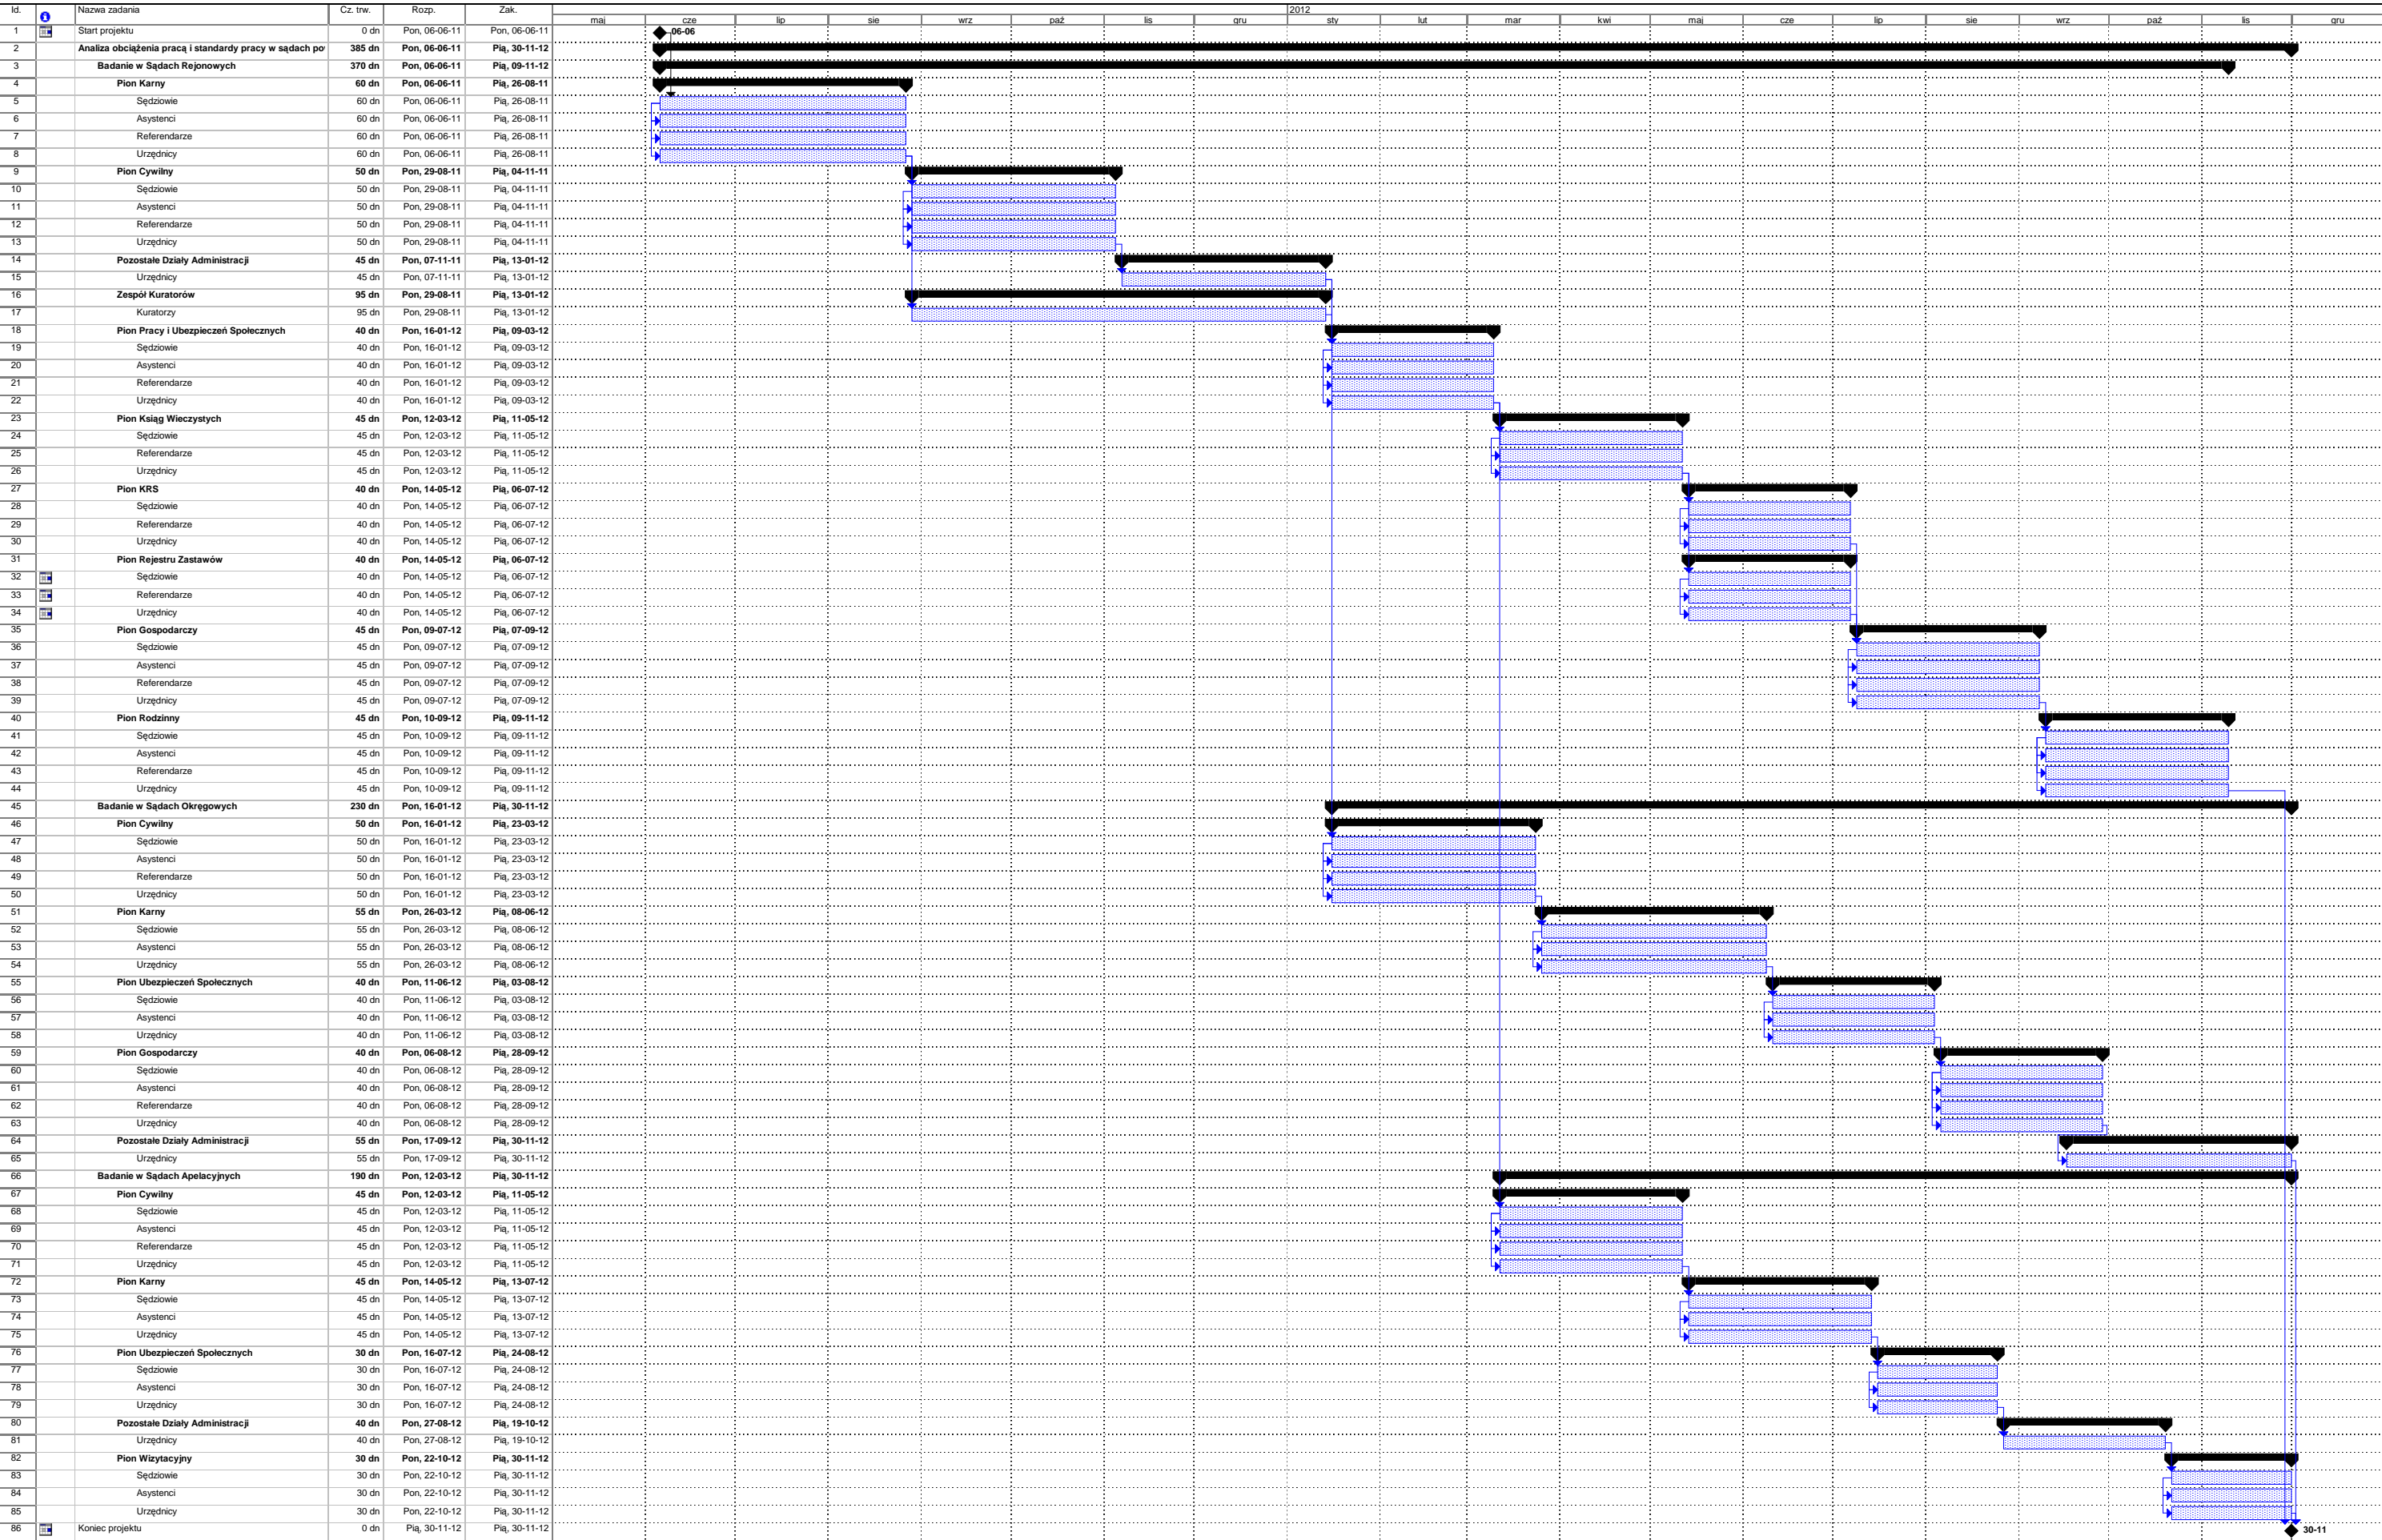 Id. Nazwa zadania Cz. trw. Rozp. Zak. 2012
maj cze lip sie wrz paź lis gru sty lut mar kwi maj cze lip sie wrz paź lis gru
1 Start projektu 0 dn Pon, 06-06-11 Pon, 06-06-11 06-06
2 Analiza obciążenia pracą i standardy pracy w sądach po 385 dn Pon, 06-06-11 Pią, 30-11-12
3 Badanie w Sądach Rejonowych 370 dn Pon, 06-06-11 Pią, 09-11-12
4 Pion Karny 60 dn Pon, 06-06-11 Pią, 26-08-11
5 Sędziowie 60 dn Pon, 06-06-11 Pią, 26-08-11
6 Asystenci 60 dn Pon, 06-06-11 Pią, 26-08-11
7 Referendarze 60 dn Pon, 06-06-11 Pią, 26-08-11
8 Urzędnicy 60 dn Pon, 06-06-11 Pią, 26-08-11
9 Pion Cywilny 50 dn Pon, 29-08-11 Pią, 04-11-11
10 Sędziowie 50 dn Pon, 29-08-11 Pią, 04-11-11
11 Asystenci 50 dn Pon, 29-08-11 Pią, 04-11-11
12 Referendarze 50 dn Pon, 29-08-11 Pią, 04-11-11
13 Urzędnicy 50 dn Pon, 29-08-11 Pią, 04-11-11
14 Pozostałe Działy Administracji 45 dn Pon, 07-11-11 Pią, 13-01-12
15 Urzędnicy 45 dn Pon, 07-11-11 Pią, 13-01-12
16 Zespół Kuratorów 95 dn Pon, 29-08-11 Pią, 13-01-12
17 Kuratorzy 95 dn Pon, 29-08-11 Pią, 13-01-12
18 Pion Pracy i Ubezpieczeń Społecznych 40 dn Pon, 16-01-12 Pią, 09-03-12
19 Sędziowie 40 dn Pon, 16-01-12 Pią, 09-03-12
20 Asystenci 40 dn Pon, 16-01-12 Pią, 09-03-12
21 Referendarze 40 dn Pon, 16-01-12 Pią, 09-03-12
22 Urzędnicy 40 dn Pon, 16-01-12 Pią, 09-03-12
23 Pion Ksiąg Wieczystych 45 dn Pon, 12-03-12 Pią, 11-05-12
24 Sędziowie 45 dn Pon, 12-03-12 Pią, 11-05-12
25 Referendarze 45 dn Pon, 12-03-12 Pią, 11-05-12
26 Urzędnicy 45 dn Pon, 12-03-12 Pią, 11-05-12
27 Pion KRS 40 dn Pon, 14-05-12 Pią, 06-07-12
28 Sędziowie 40 dn Pon, 14-05-12 Pią, 06-07-12
29 Referendarze 40 dn Pon, 14-05-12 Pią, 06-07-12
30 Urzędnicy 40 dn Pon, 14-05-12 Pią, 06-07-12
31 Pion Rejestru Zastawów 40 dn Pon, 14-05-12 Pią, 06-07-12
32 Sędziowie 40 dn Pon, 14-05-12 Pią, 06-07-12
33 Referendarze 40 dn Pon, 14-05-12 Pią, 06-07-12
34 Urzędnicy 40 dn Pon, 14-05-12 Pią, 06-07-12
35 Pion Gospodarczy 45 dn Pon, 09-07-12 Pią, 07-09-12
36 Sędziowie 45 dn Pon, 09-07-12 Pią, 07-09-12
37 Asystenci 45 dn Pon, 09-07-12 Pią, 07-09-12
38 Referendarze 45 dn Pon, 09-07-12 Pią, 07-09-12
39 Urzędnicy 45 dn Pon, 09-07-12 Pią, 07-09-12
40 Pion Rodzinny 45 dn Pon, 10-09-12 Pią, 09-11-12
41 Sędziowie 45 dn Pon, 10-09-12 Pią, 09-11-12
42 Asystenci 45 dn Pon, 10-09-12 Pią, 09-11-12
43 Referendarze 45 dn Pon, 10-09-12 Pią, 09-11-12
44 Urzędnicy 45 dn Pon, 10-09-12 Pią, 09-11-12
45 Badanie w Sądach Okręgowych 230 dn Pon, 16-01-12 Pią, 30-11-12
46 Pion Cywilny 50 dn Pon, 16-01-12 Pią, 23-03-12
47 Sędziowie 50 dn Pon, 16-01-12 Pią, 23-03-12
48 Asystenci 50 dn Pon, 16-01-12 Pią, 23-03-12
49 Referendarze 50 dn Pon, 16-01-12 Pią, 23-03-12
50 Urzędnicy 50 dn Pon, 16-01-12 Pią, 23-03-12
51 Pion Karny 55 dn Pon, 26-03-12 Pią, 08-06-12
52 Sędziowie 55 dn Pon, 26-03-12 Pią, 08-06-12
53 Asystenci 55 dn Pon, 26-03-12 Pią, 08-06-12
54 Urzędnicy 55 dn Pon, 26-03-12 Pią, 08-06-12
55 Pion Ubezpieczeń Społecznych 40 dn Pon, 11-06-12 Pią, 03-08-12
56 Sędziowie 40 dn Pon, 11-06-12 Pią, 03-08-12
57 Asystenci 40 dn Pon, 11-06-12 Pią, 03-08-12
58 Urzędnicy 40 dn Pon, 11-06-12 Pią, 03-08-12
59 Pion Gospodarczy 40 dn Pon, 06-08-12 Pią, 28-09-12
60 Sędziowie 40 dn Pon, 06-08-12 Pią, 28-09-12
61 Asystenci 40 dn Pon, 06-08-12 Pią, 28-09-12
62 Referendarze 40 dn Pon, 06-08-12 Pią, 28-09-12
63 Urzędnicy 40 dn Pon, 06-08-12 Pią, 28-09-12
64 Pozostałe Działy Administracji 55 dn Pon, 17-09-12 Pią, 30-11-12
65 Urzędnicy 55 dn Pon, 17-09-12 Pią, 30-11-12
66 Badanie w Sądach Apelacyjnych 190 dn Pon, 12-03-12 Pią, 30-11-12
67 Pion Cywilny 45 dn Pon, 12-03-12 Pią, 11-05-12
68 Sędziowie 45 dn Pon, 12-03-12 Pią, 11-05-12
69 Asystenci 45 dn Pon, 12-03-12 Pią, 11-05-12
70 Referendarze 45 dn Pon, 12-03-12 Pią, 11-05-12
71 Urzędnicy 45 dn Pon, 12-03-12 Pią, 11-05-12
72 Pion Karny 45 dn Pon, 14-05-12 Pią, 13-07-12
73 Sędziowie 45 dn Pon, 14-05-12 Pią, 13-07-12
74 Asystenci 45 dn Pon, 14-05-12 Pią, 13-07-12
75 Urzędnicy 45 dn Pon, 14-05-12 Pią, 13-07-12
76 Pion Ubezpieczeń Społecznych 30 dn Pon, 16-07-12 Pią, 24-08-12
77 Sędziowie 30 dn Pon, 16-07-12 Pią, 24-08-12
78 Asystenci 30 dn Pon, 16-07-12 Pią, 24-08-12
79 Urzędnicy 30 dn Pon, 16-07-12 Pią, 24-08-12
80 Pozostałe Działy Administracji 40 dn Pon, 27-08-12 Pią, 19-10-12
81 Urzędnicy 40 dn Pon, 27-08-12 Pią, 19-10-12
82 Pion Wizytacyjny 30 dn Pon, 22-10-12 Pią, 30-11-12
83 Sędziowie 30 dn Pon, 22-10-12 Pią, 30-11-12
84 Asystenci 30 dn Pon, 22-10-12 Pią, 30-11-12
85 Urzędnicy 30 dn Pon, 22-10-12 Pią, 30-11-12
86 Koniec projektu 0 dn Pią, 30-11-12 Pią, 30-11-12 30-11